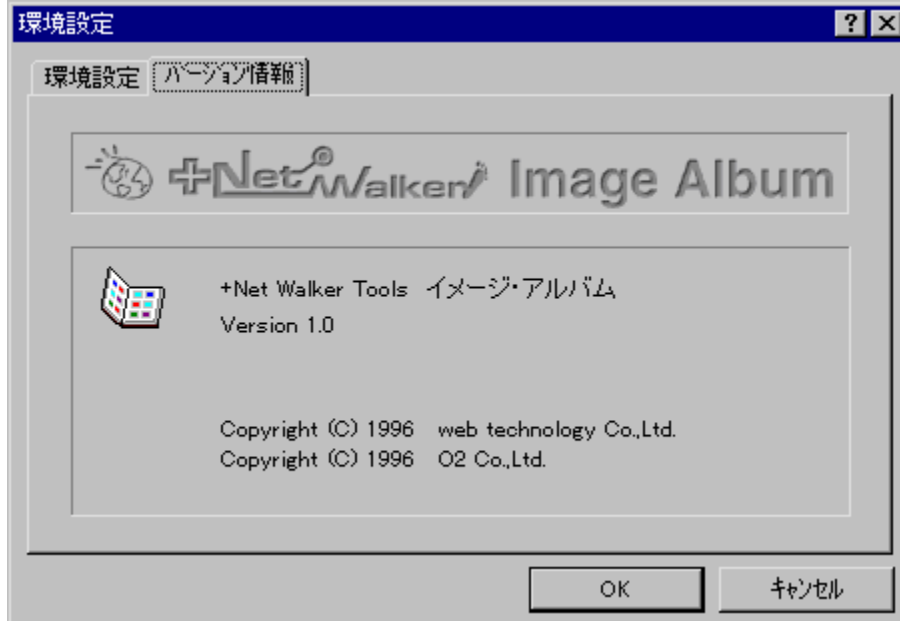 環境設定
環境設定 バージョン情報
+Net Walker Image Album
+Net Walker Tools イメージ・アルバム
Version 1.0
Copyright (C) 1996 web technology Co.,Ltd.
Copyright (C) 1996 O2 Co.,Ltd.
OK ｷｬﾝｾﾙ